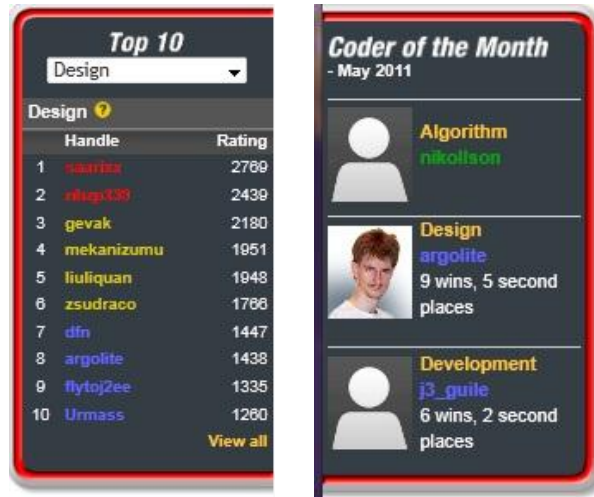 Top 10
Design
Design ?
Handle Rating
1 saarixx 2769
2 nhzp339 2439
3 gevak 2180
4 mekanizumu 1951
5 liuliquan 1948
6 zsudraco 1766
7 dfn 1447
8 argolite 1438
9 flytoj2ee 1335
10 Urmass 1260
View all
Coder of the Month
- May 2011
Algorithm
nikollson
Design
argolite
9 wins, 5 second
places
Development
j3_guile
6 wins, 2 second
places